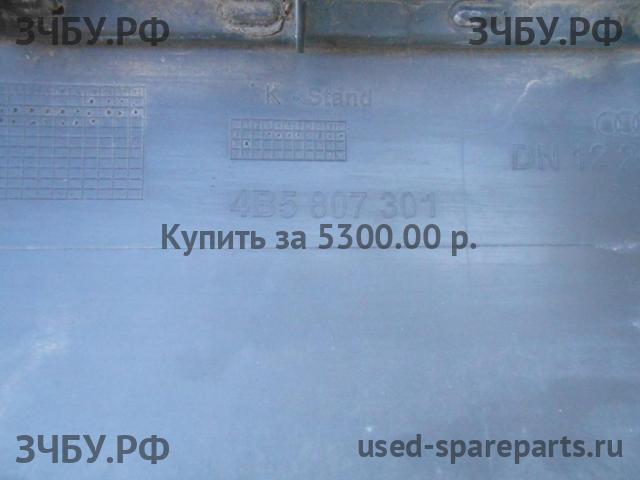 ЗЧБУ.РФ
ЗЧБУ.РФ
K - Stand
DN 12
4B5 807 301
Купить за 5300.00 р.
ЗЧБУ.РФ
used-spareparts.ru